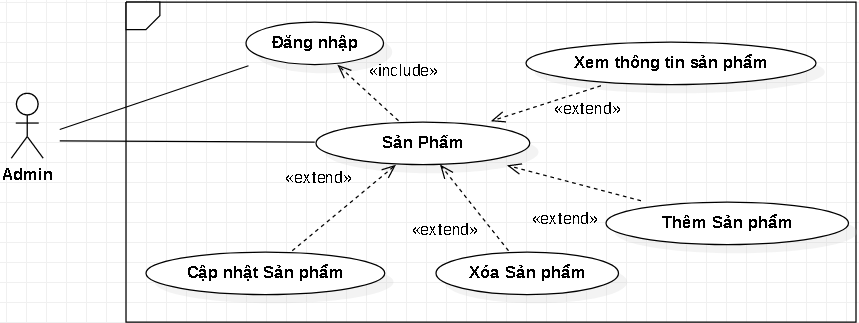 Đăng nhập
«include»
Xem thông tin sản phẩm
«extend»
Sản Phẩm
Admin
«extend»
«extend»
«extend»
Thêm Sản phẩm
Cập nhật Sản phẩm
Xóa Sản phẩm